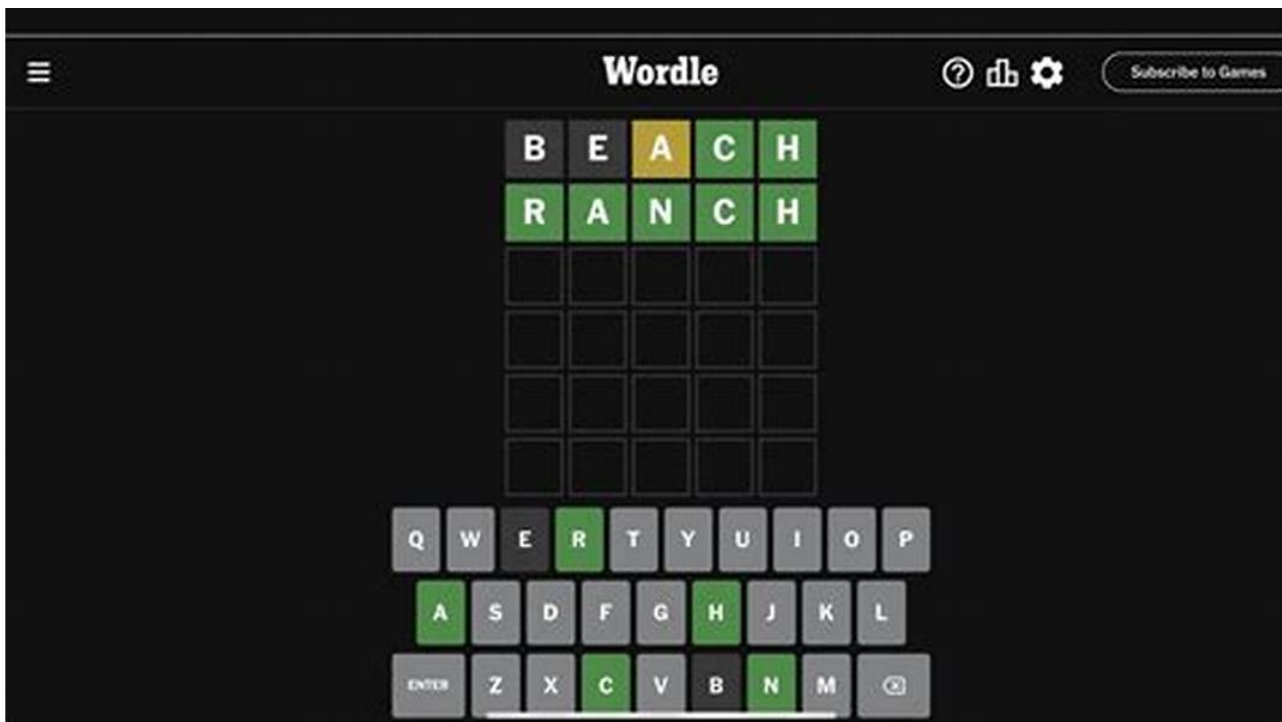 Wordle
Subscribe to Games
B E A C H
R A N C H
Q W E R T Y U I O P
A S D F G H J K L
ENTER Z X C V B N M